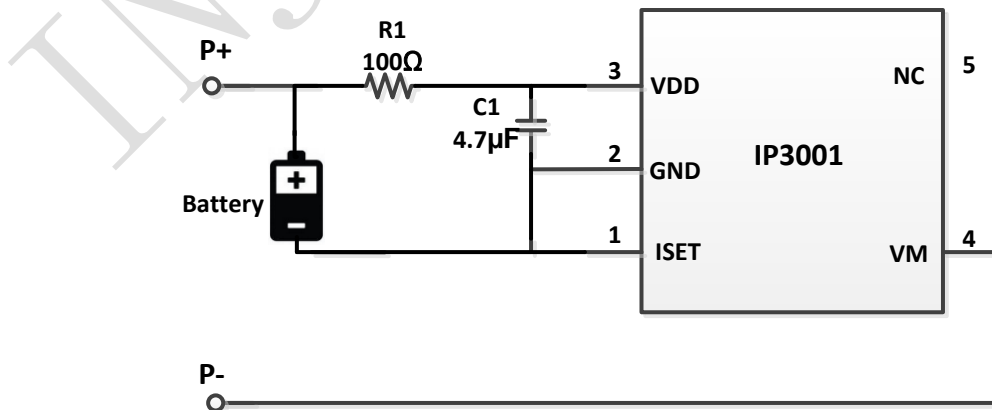 P+
R1
100Ω
3
VDD
NC
5
C1
4.7μF
2
GND
IP3001
Battery
1
ISET
VM
4
P-